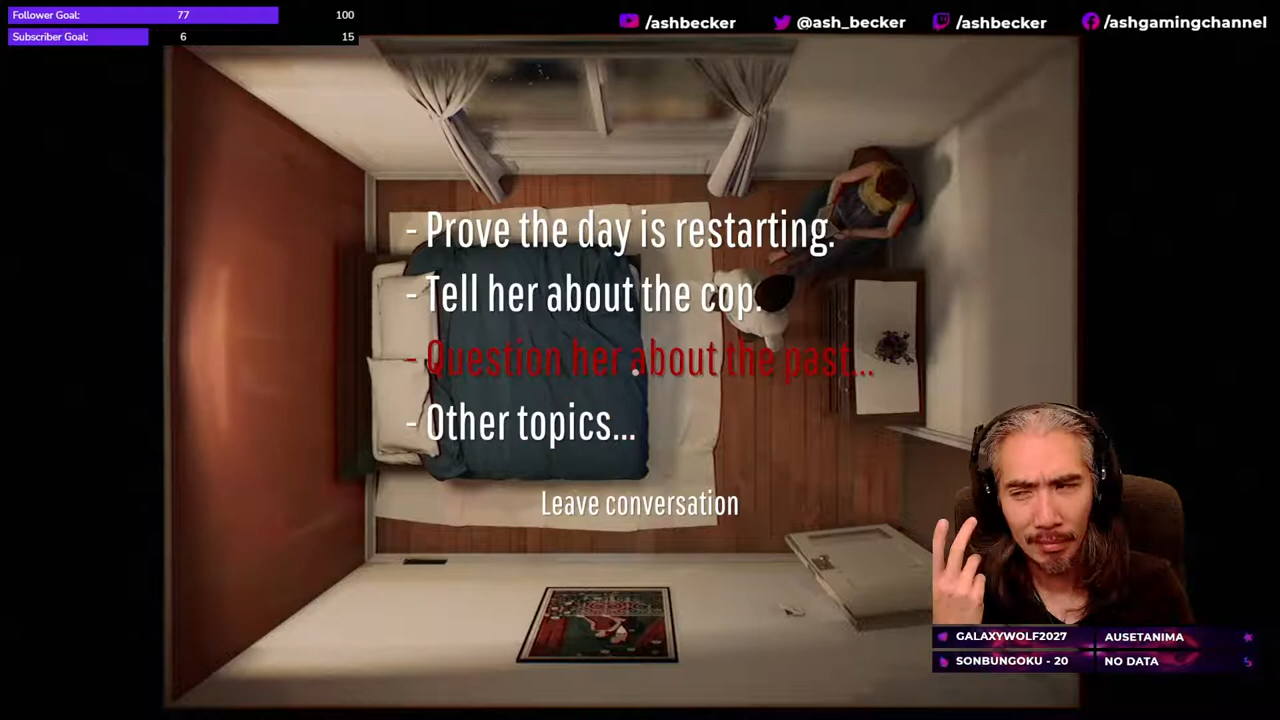 Follower Goal: 77 100
Subscriber Goal: 6 15
/ashbecker @ash_becker /ashbecker /ashgamingchannel
- Prove the day is restarting.
- Tell her about the cop.
- Question her about the past...
- Other topics...
Leave conversation
GALAXYWOLF2027 AUSETANIMA
SONBUNGOKU - 20 NO DATA